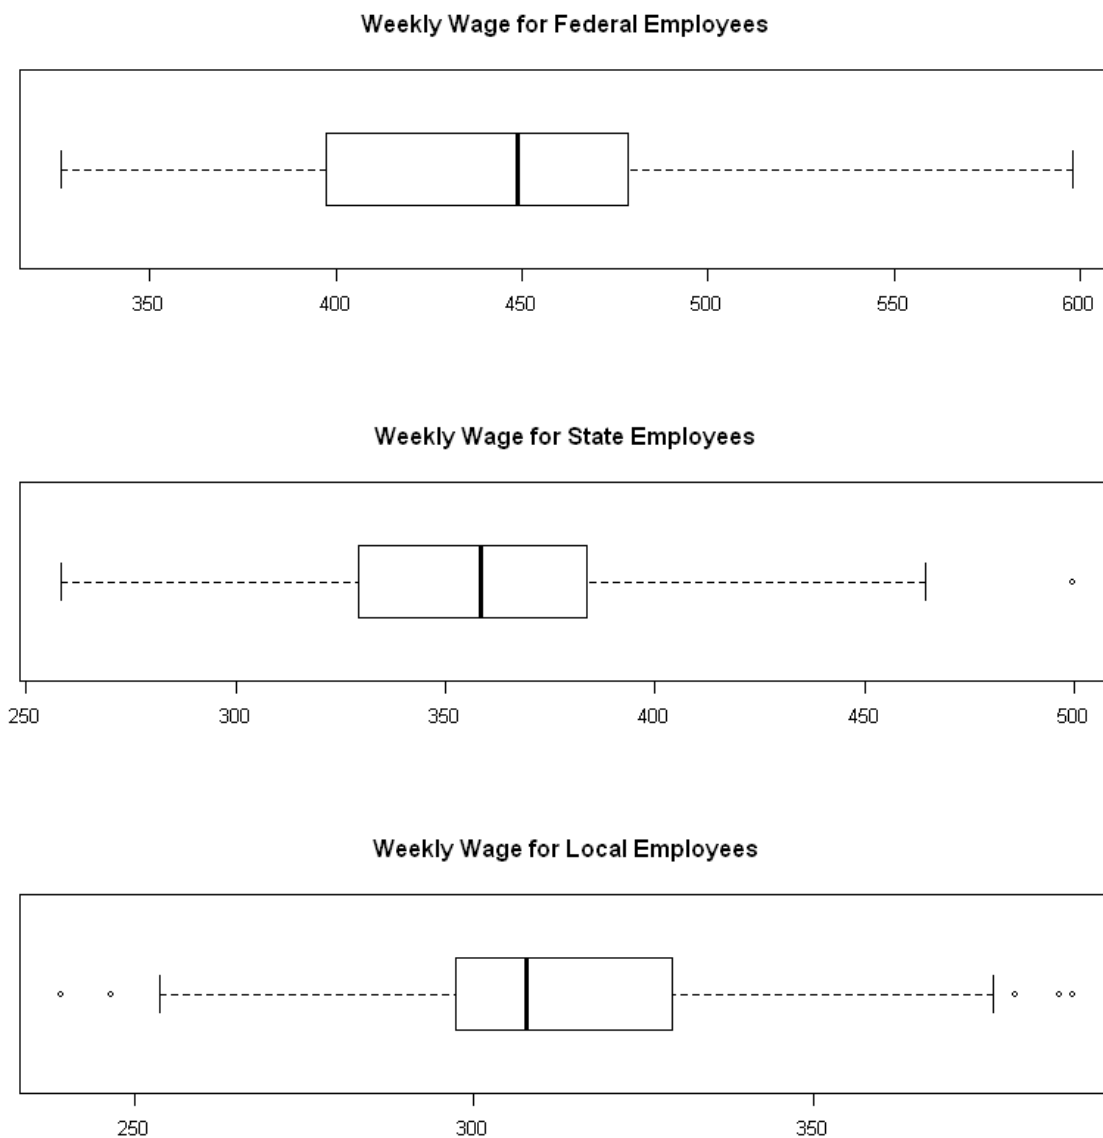 Weekly Wage for Federal Employees
350 400 450 500 550 600
Weekly Wage for State Employees
250 300 350 400 450 500
Weekly Wage for Local Employees
250 300 350